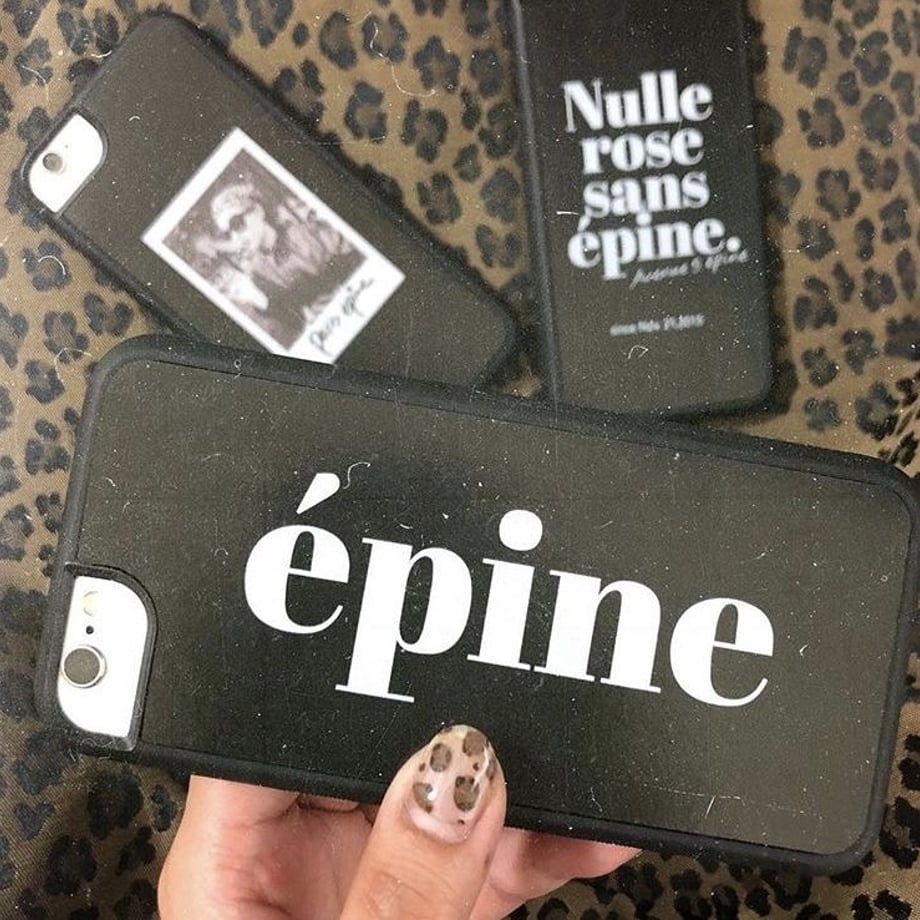 Nulle
rose
sans
épine.
épine